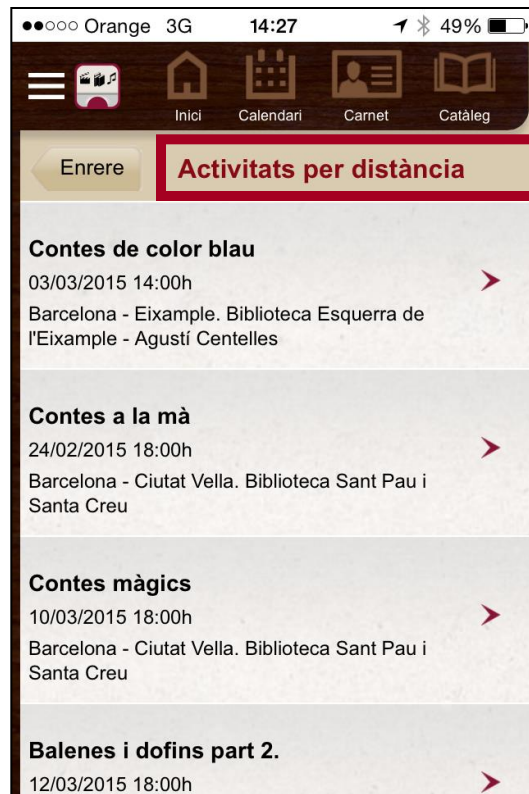 Orange 3G 14:27 49%
Inici Calendari Carnet Catàleg
Enrere Activitats per distància
Contes de color blau
03/03/2015 14:00h
Barcelona - Eixample. Biblioteca Esquerra de
l'Eixample - Agustí Centelles
Contes a la mà
24/02/2015 18:00h
Barcelona - Ciutat Vella. Biblioteca Sant Pau i
Santa Creu
Contes màgics
10/03/2015 18:00h
Barcelona - Ciutat Vella. Biblioteca Sant Pau i
Santa Creu
Balenes i dofins part 2.
12/03/2015 18:00h